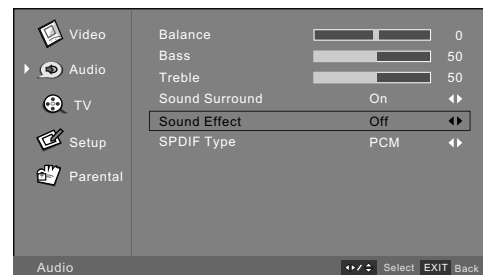 Video
Audio
TV
Setup
Parental
Balance 0
Bass 50
Treble 50
Sound Surround On
Sound Effect Off
SPDIF Type PCM
Audio Select EXIT Back